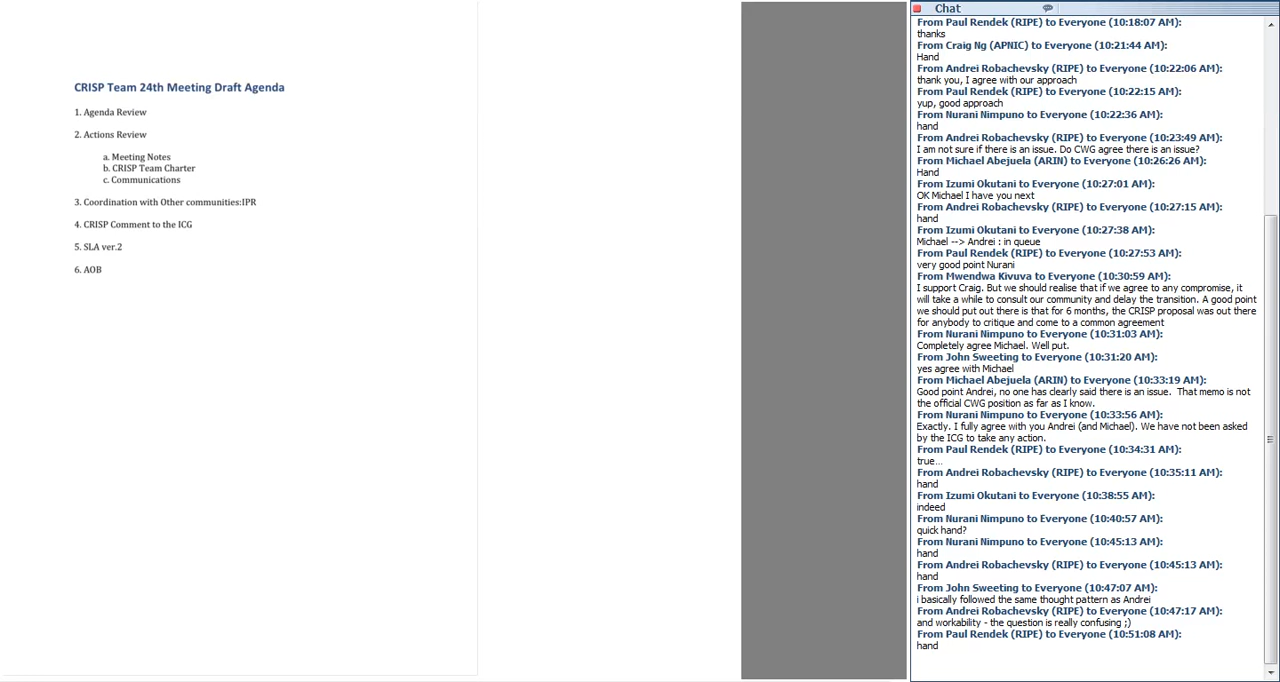 CRISP Team 24th Meeting Draft Agenda
1. Agenda Review
2. Actions Review
a. Meeting Notes
b. CRISP Team Charter
c. Communications
3. Coordination with Other communities:IPR
4. CRISP Comment to the ICG
5. SLA ver.2
6. AOB
Chat
From Paul Rendek (RIPE) to Everyone (10:18:07 AM):
thanks
From Craig Ng (APNIC) to Everyone (10:21:44 AM):
Hand
From Andrei Robachevsky (RIPE) to Everyone (10:22:06 AM):
thank you, I agree with our approach
From Paul Rendek (RIPE) to Everyone (10:22:15 AM):
yup, good approach
From Nurani Nimpuno to Everyone (10:22:36 AM):
hand
From Andrei Robachevsky (RIPE) to Everyone (10:23:49 AM):
I am not sure if there is an issue. Do CWG agree there is an issue?
From Michael Abejuela (ARIN) to Everyone (10:26:26 AM):
Hand
From Izumi Okutani to Everyone (10:27:01 AM):
OK Michael I have you next
From Andrei Robachevsky (RIPE) to Everyone (10:27:15 AM):
hand
From Izumi Okutani to Everyone (10:27:38 AM):
Michael --> Andrei : in queue
From Paul Rendek (RIPE) to Everyone (10:27:53 AM):
very good point Nurani
From Mwendwa Kivuva to Everyone (10:30:59 AM):
I support Craig. But we should realise that if we agree to any compromise, it
will take a while to consult our community and delay the transition. A good point
we should put out there is that for 6 months, the CRISP proposal was out there
for anybody to critique and come to a common agreement
From Nurani Nimpuno to Everyone (10:31:03 AM):
Completely agree Michael. Well put.
From John Sweeting to Everyone (10:31:20 AM):
yes agree with Michael
From Michael Abejuela (ARIN) to Everyone (10:33:19 AM):
Good point Andrei, no one has clearly said there is an issue.  That memo is not
the official CWG position as far as I know.
From Nurani Nimpuno to Everyone (10:33:56 AM):
Exactly. I fully agree with you Andrei (and Michael). We have not been asked
by the ICG to take any action.
From Paul Rendek (RIPE) to Everyone (10:34:31 AM):
true...
From Andrei Robachevsky (RIPE) to Everyone (10:35:11 AM):
hand
From Izumi Okutani to Everyone (10:38:55 AM):
indeed
From Nurani Nimpuno to Everyone (10:40:57 AM):
quick hand?
From Nurani Nimpuno to Everyone (10:45:13 AM):
hand
From Andrei Robachevsky (RIPE) to Everyone (10:45:13 AM):
hand
From John Sweeting to Everyone (10:47:07 AM):
i basically followed the same thought pattern as Andrei
From Andrei Robachevsky (RIPE) to Everyone (10:47:17 AM):
and workability - the question is really confusing ;)
From Paul Rendek (RIPE) to Everyone (10:51:08 AM):
hand